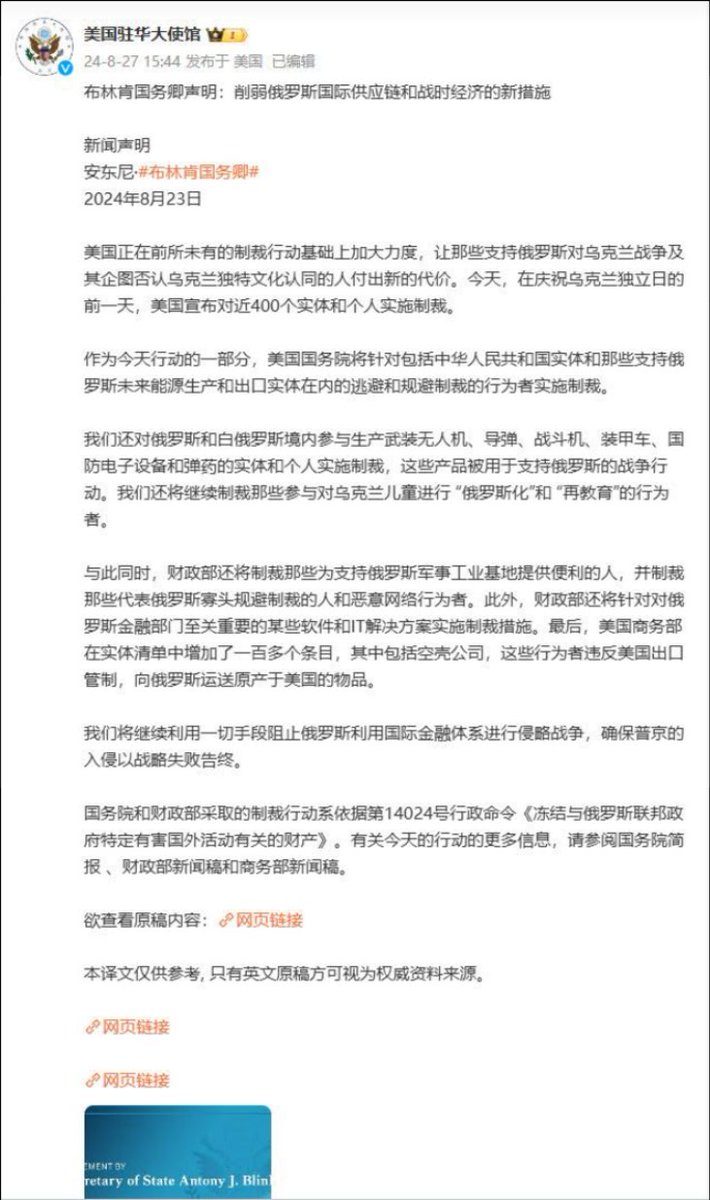 美国驻华大使馆
24-8-27 15:44 发布于 美国 已编辑
布林肯国务卿声明：削弱俄罗斯国际供应链和战时经济的新措施
新闻声明
安东尼·#布林肯国务卿#
2024年8月23日
美国正在前所未有的制裁行动基础上加大力度，让那些支持俄罗斯对乌克兰战争及
其企图否认乌克兰独特文化认同的人付出新的代价。今天，在庆祝乌克兰独立日的
前一天，美国宣布对近400个实体和个人实施制裁。
作为今天行动的一部分，美国国务院将针对包括中华人民共和国实体和那些支持俄
罗斯未来能源生产和出口实体在内的逃避和规避制裁的行为者实施制裁。
我们还对俄罗斯和白俄罗斯境内参与生产武装无人机、导弹、战斗机、装甲车、国
防电子设备和弹药的实体和个人实施制裁，这些产品被用于支持俄罗斯的战争行
动。我们还将继续制裁那些参与对乌克兰儿童进行 “俄罗斯化”和 “再教育”的行为
者。
与此同时，财政部还将制裁那些为支持俄罗斯军事工业基地提供便利的人，并制裁
那些代表俄罗斯寡头规避制裁的人和恶意网络行为者。此外，财政部还将针对对俄
罗斯金融部门至关重要的某些软件和IT解决方案实施制裁措施。最后，美国商务部
在实体清单中增加了一百多个条目，其中包括空壳公司，这些行为者违反美国出口
管制，向俄罗斯运送原产于美国的物品。
我们将继续利用一切手段阻止俄罗斯利用国际金融体系进行侵略战争，确保普京的
入侵以战略失败告终。
国务院和财政部采取的制裁行动系依据第14024号行政命令《冻结与俄罗斯联邦政
府特定有害国外活动有关的财产》。有关今天的行动的更多信息，请参阅国务院简
报 、财政部新闻稿和商务部新闻稿。
欲查看原稿内容：网页链接
本译文仅供参考, 只有英文原稿方可视为权威资料来源。
网页链接
网页链接
EMENT BY
retary of State Antony J. Blin